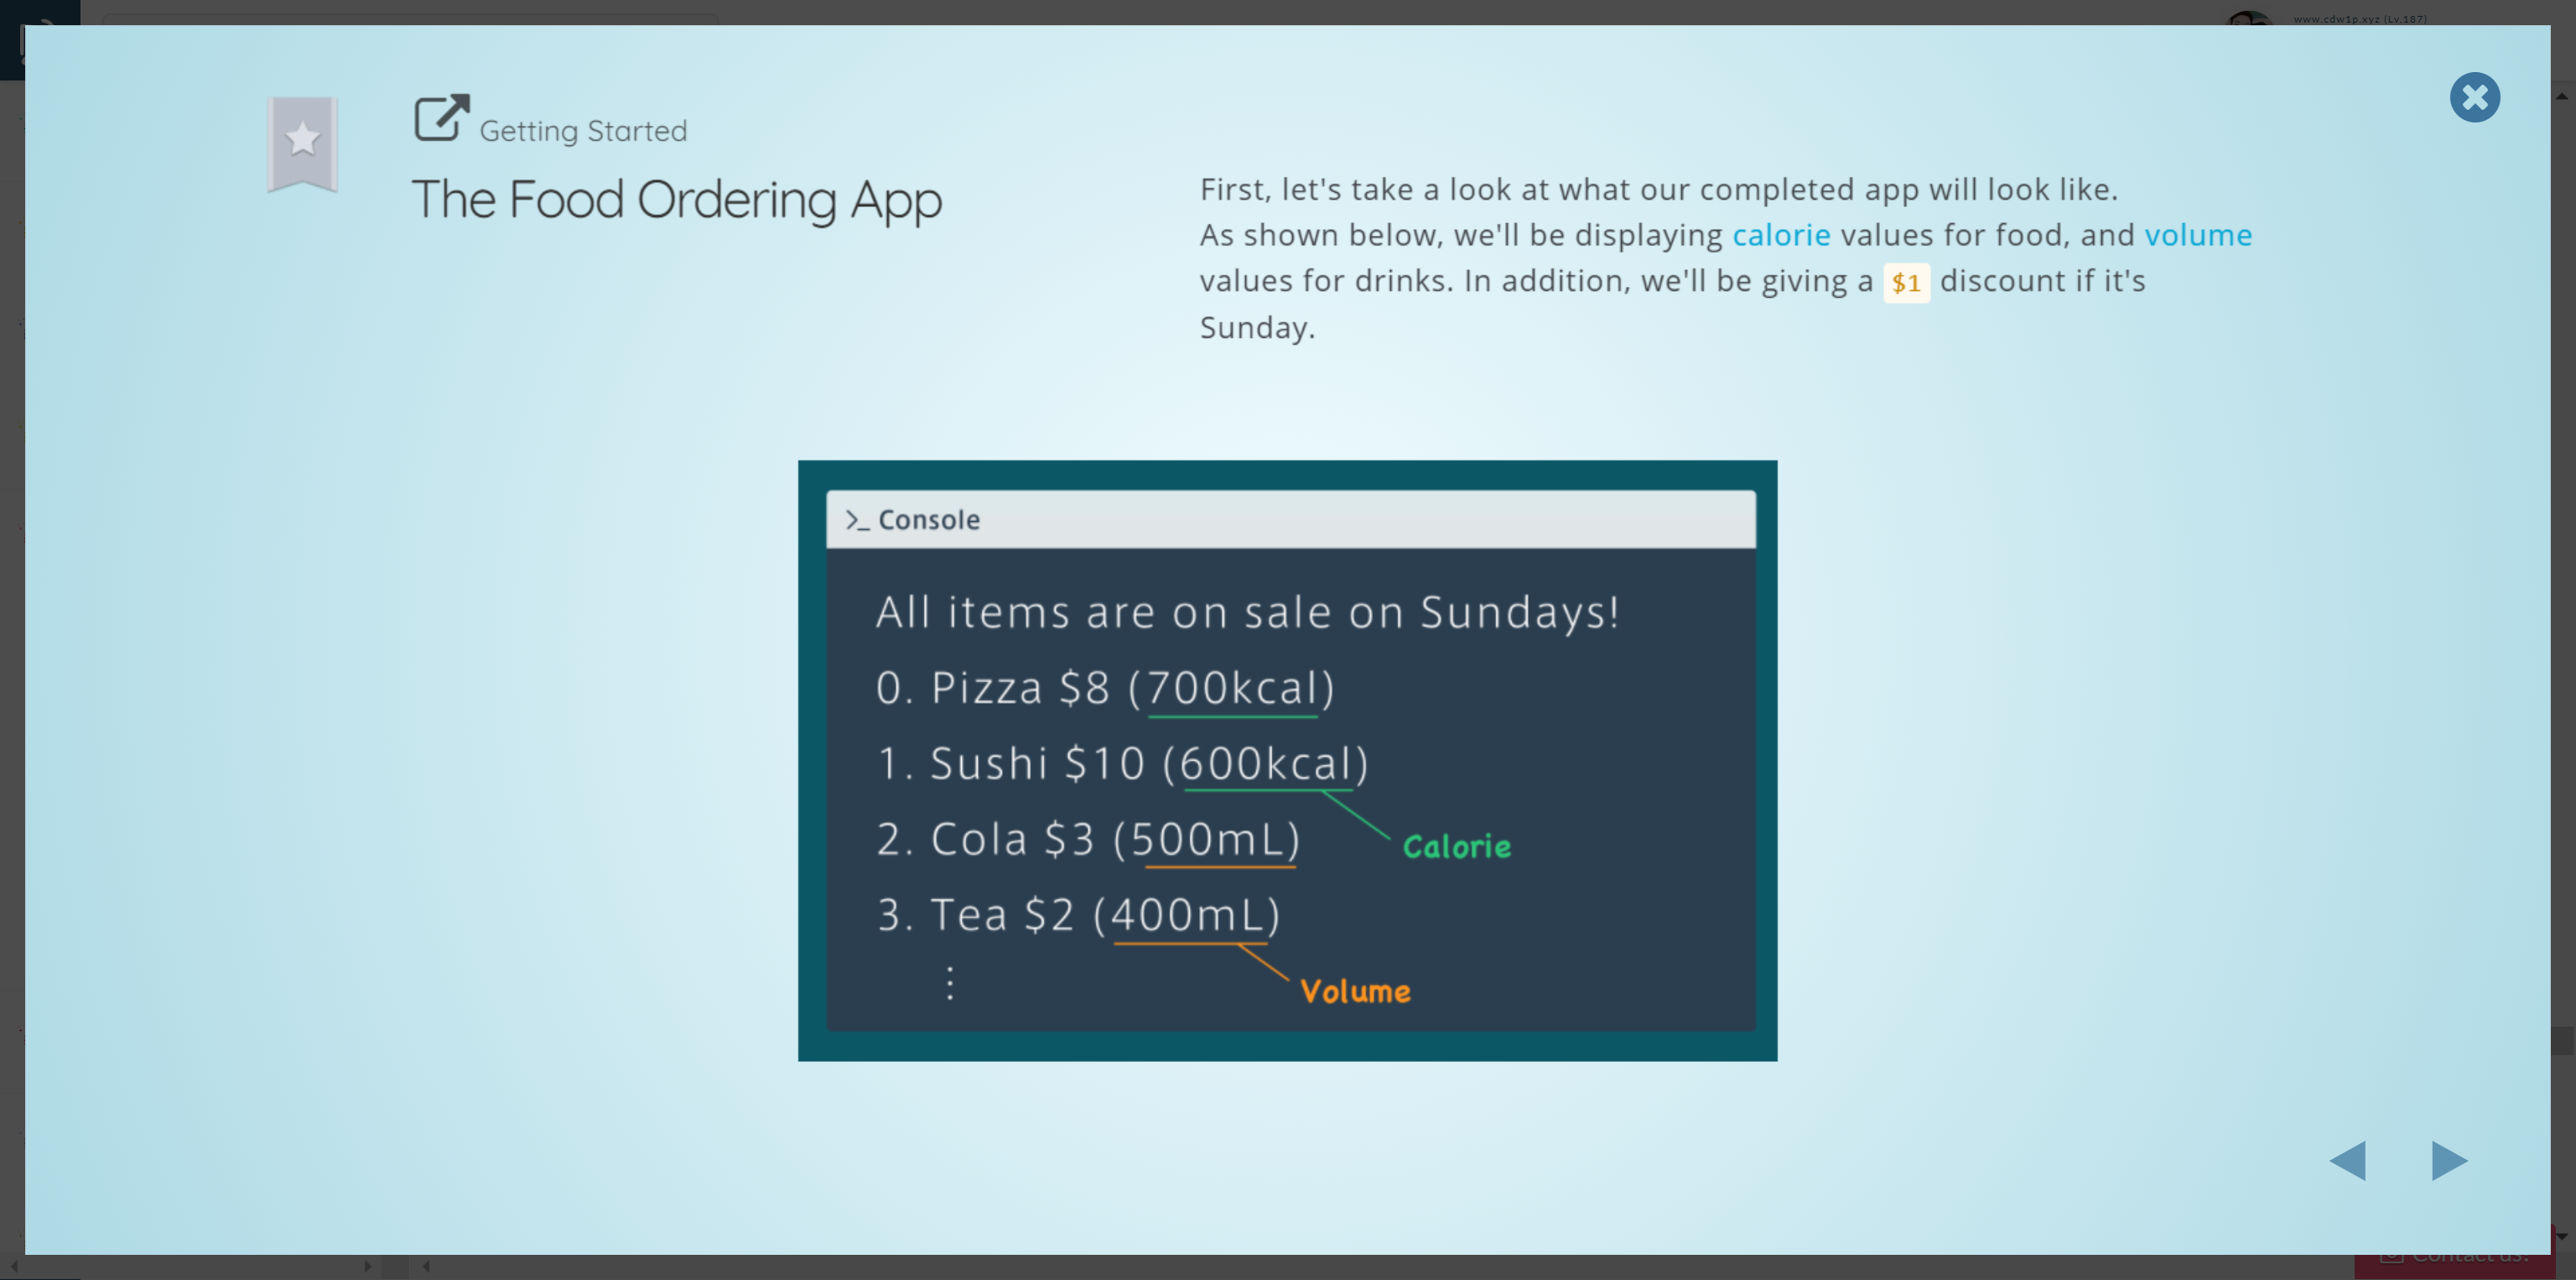 www.cdw1p.xyz (Lv.187)
Getting Started
The Food Ordering App
First, let's take a look at what our completed app will look like.
As shown below, we'll be displaying calorie values for food, and volume
values for drinks. In addition, we'll be giving a $1 discount if it's
Sunday.
>_ Console
All items are on sale on Sundays!
0. Pizza $8 (700kcal)
1. Sushi $10 (600kcal)
2. Cola $3 (500mL)
Calorie
3. Tea $2 (400mL)
⋮
Volume
Contact us!